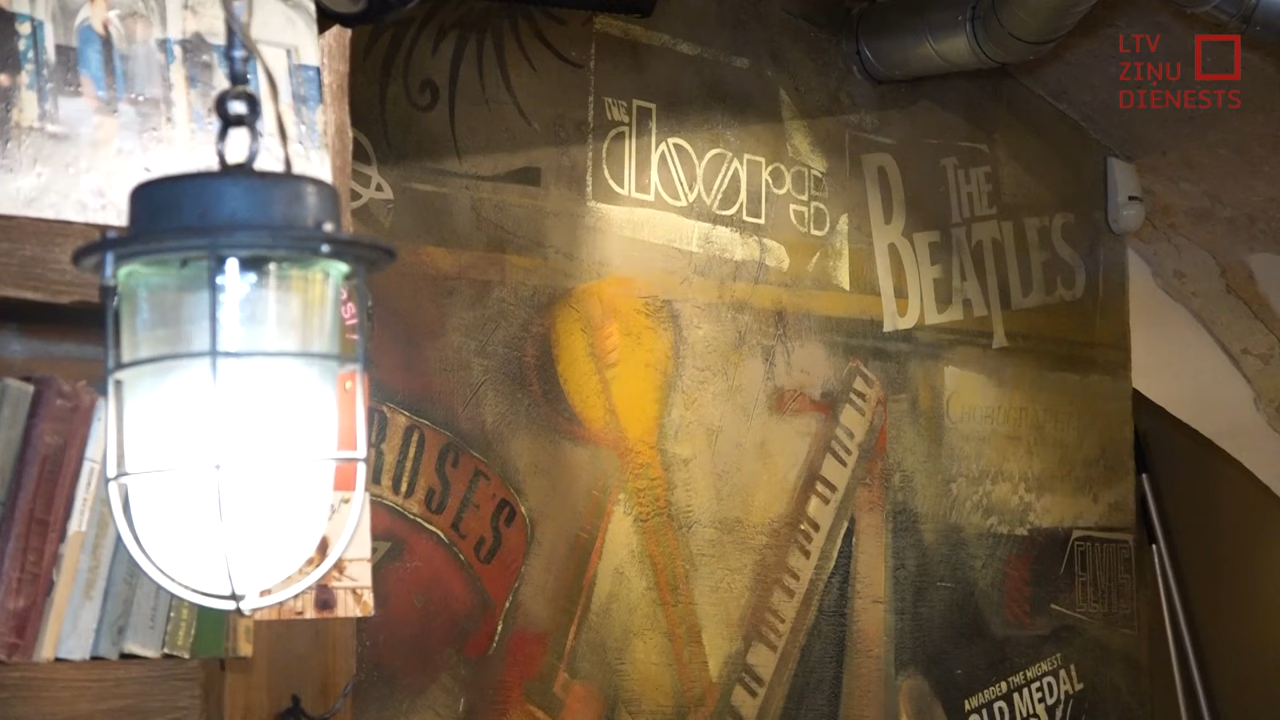 LTV
ZIŅU
DIENESTS
THE
doors
THE
BEATLES
ROSES
ELVIS
AWARDED THE HIGHEST
OLD MEDAL